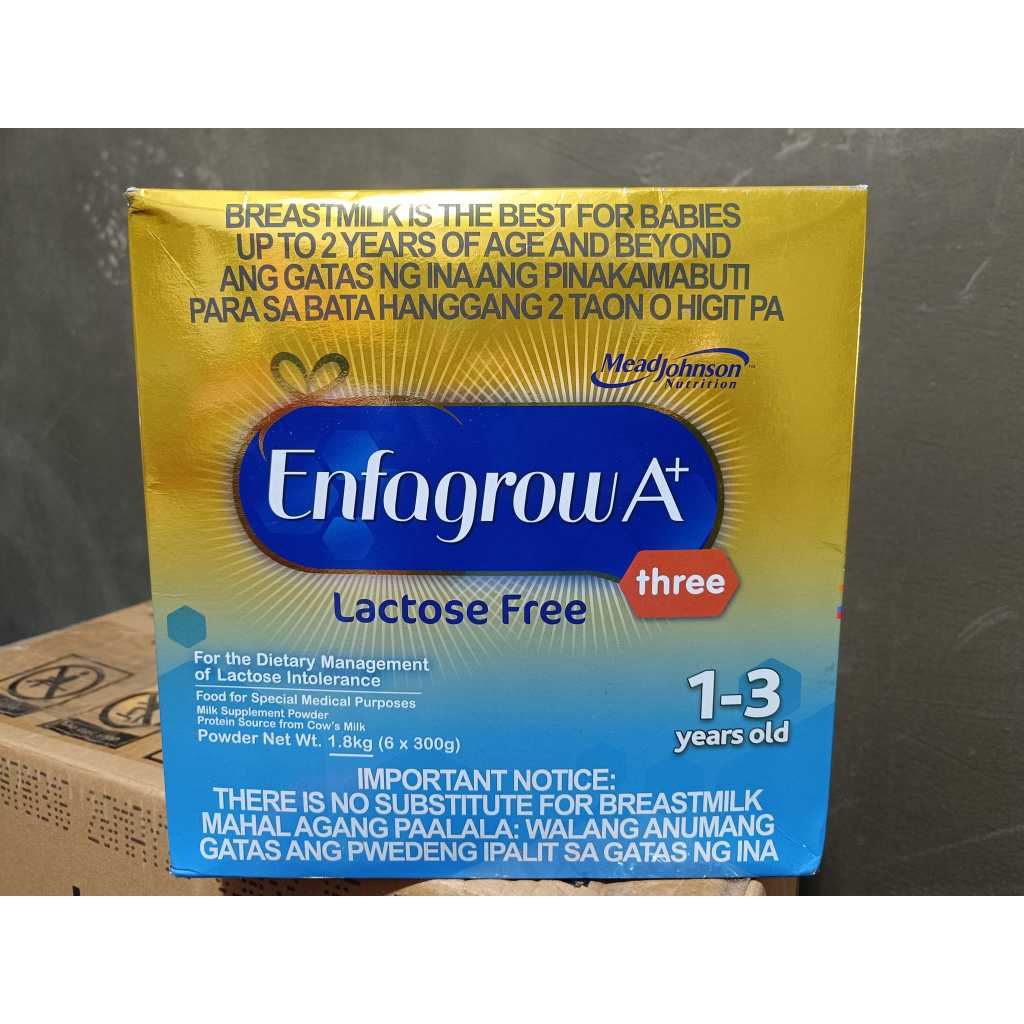 BREASTMILK IS THE BEST FOR BABIES
UP TO 2 YEARS OF AGE AND BEYOND
ANG GATAS NG INA ANG PINAKAMABUTI
PARA SA BATA HANGGANG 2 TAON O HIGIT PA
MeadJohnson™
Nutrition
Enfagrow A+
three
Lactose Free
For the Dietary Management
of Lactose Intolerance
Food for Special Medical Purposes
Milk Supplement Powder
Protein Source from Cow's Milk
Powder Net Wt. 1.8kg (6 x 300g)
1-3
years old
IMPORTANT NOTICE:
THERE IS NO SUBSTITUTE FOR BREASTMILK
MAHALAGANG PAALALA: WALANG ANUMANG
GATAS ANG PWEDENG IPALIT SA GATAS NG INA